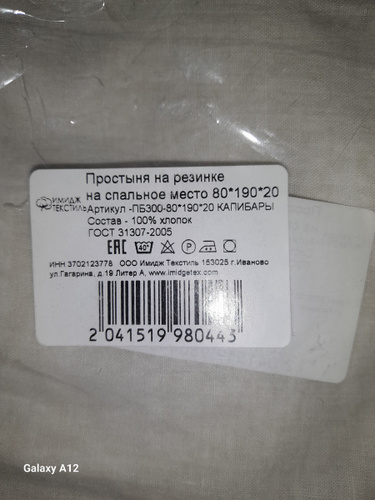 Простыня на резинке
на спальное место 80*190*20
ИМИДЖ
ТЕКСТИЛЬ
Артикул -ПБ300-80*190*20 КАПИБАРЫ
Состав - 100% хлопок
ГОСТ 31307-2005
EAC 40°
ИНН 3702123778 ООО Имидж Текстиль 153025 г.Иваново
ул.Гагарина, д.19 Литер А, www.imidgetex.com
2 041519 980443
Galaxy A12